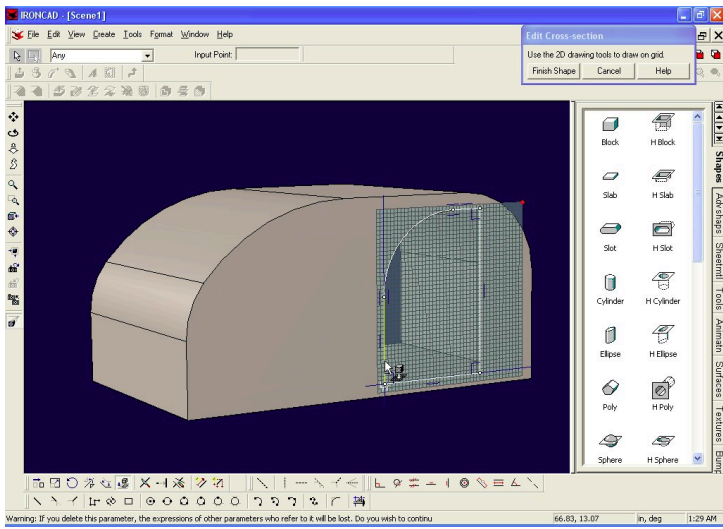 IRONCAD - [Scene1]
File Edit View Create Tools Format Analysis Window Help
Any
Input Point:
Edit Cross-section
Use the 2D drawing tools to draw on grid.
Finish Shape Cancel Help
Block H Block
Slab H Slab
Slot H Slot
Cylinder H Cylinder
Ellipse H Ellipse
Poly H Poly
Sphere H Sphere
Shapes
Adv shaps
Sheetmtl
Tools
Animatn
Surfaces
Textures
Bump
Warning: If you delete this parameter, the expressions of other parameters who refer to it will be lost. Do you wish to continu
66.83, 13.07
in, deg
1:29 AM